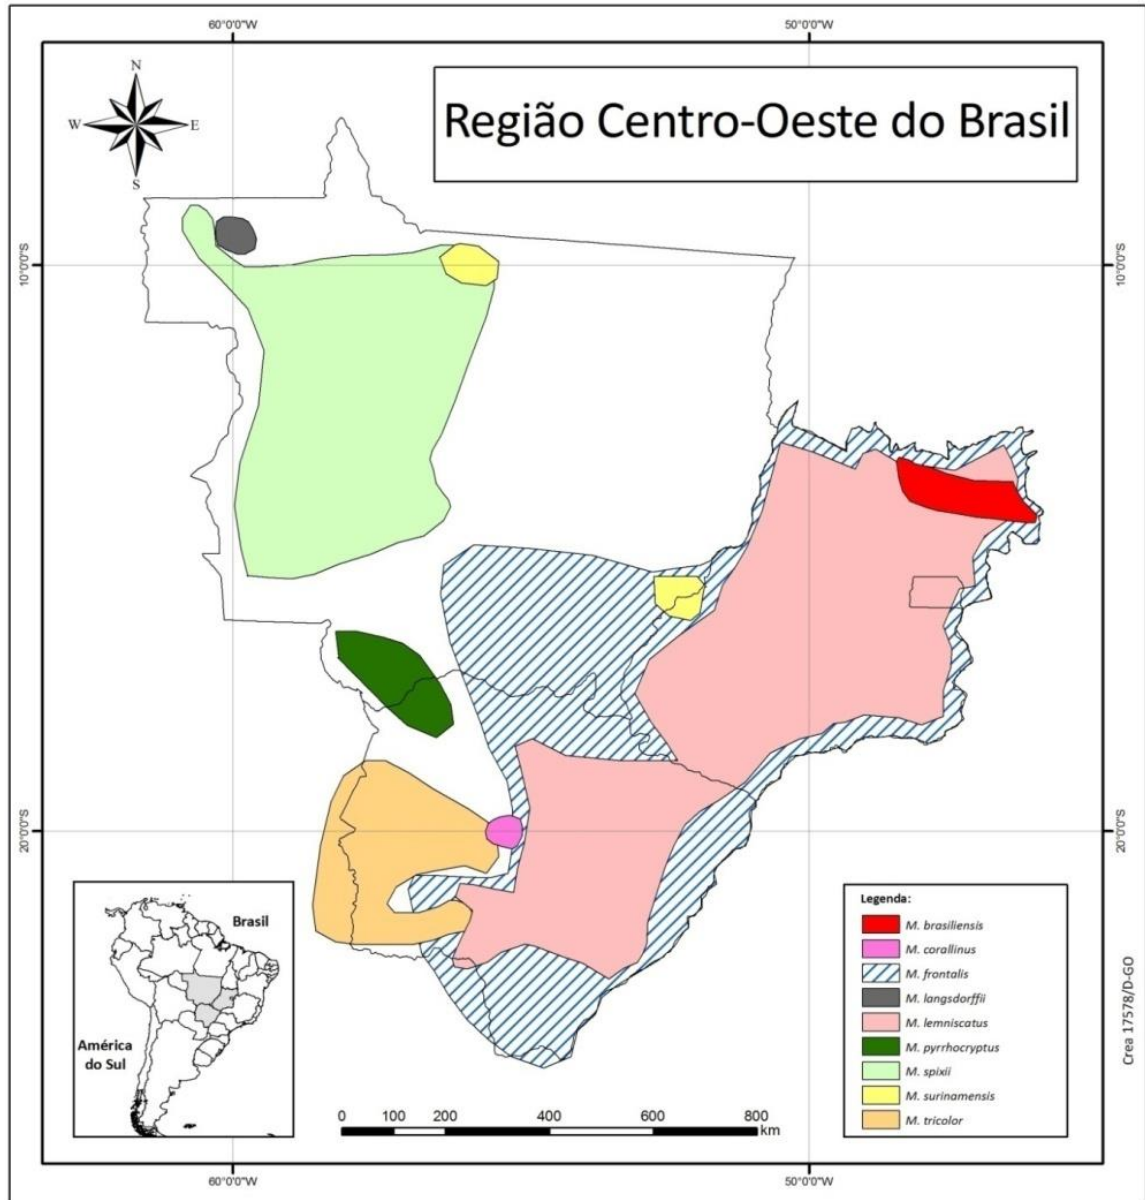 60°0'0"W
50°0'0"W
N
W
E
S
Região Centro-Oeste do Brasil
10°0'0"S
10°0'0"S
20°0'0"S
20°0'0"S
Brasil
América
do Sul
0 100 200 400 600 800
km
Legenda:
M. brasiliensis
M. corallinus
M. frontalis
M. langsdorffii
M. lemniscatus
M. pyrrhocryptus
M. spixii
M. surinamensis
M. tricolor
Crea 17578/D-GO
60°0'0"W
50°0'0"W